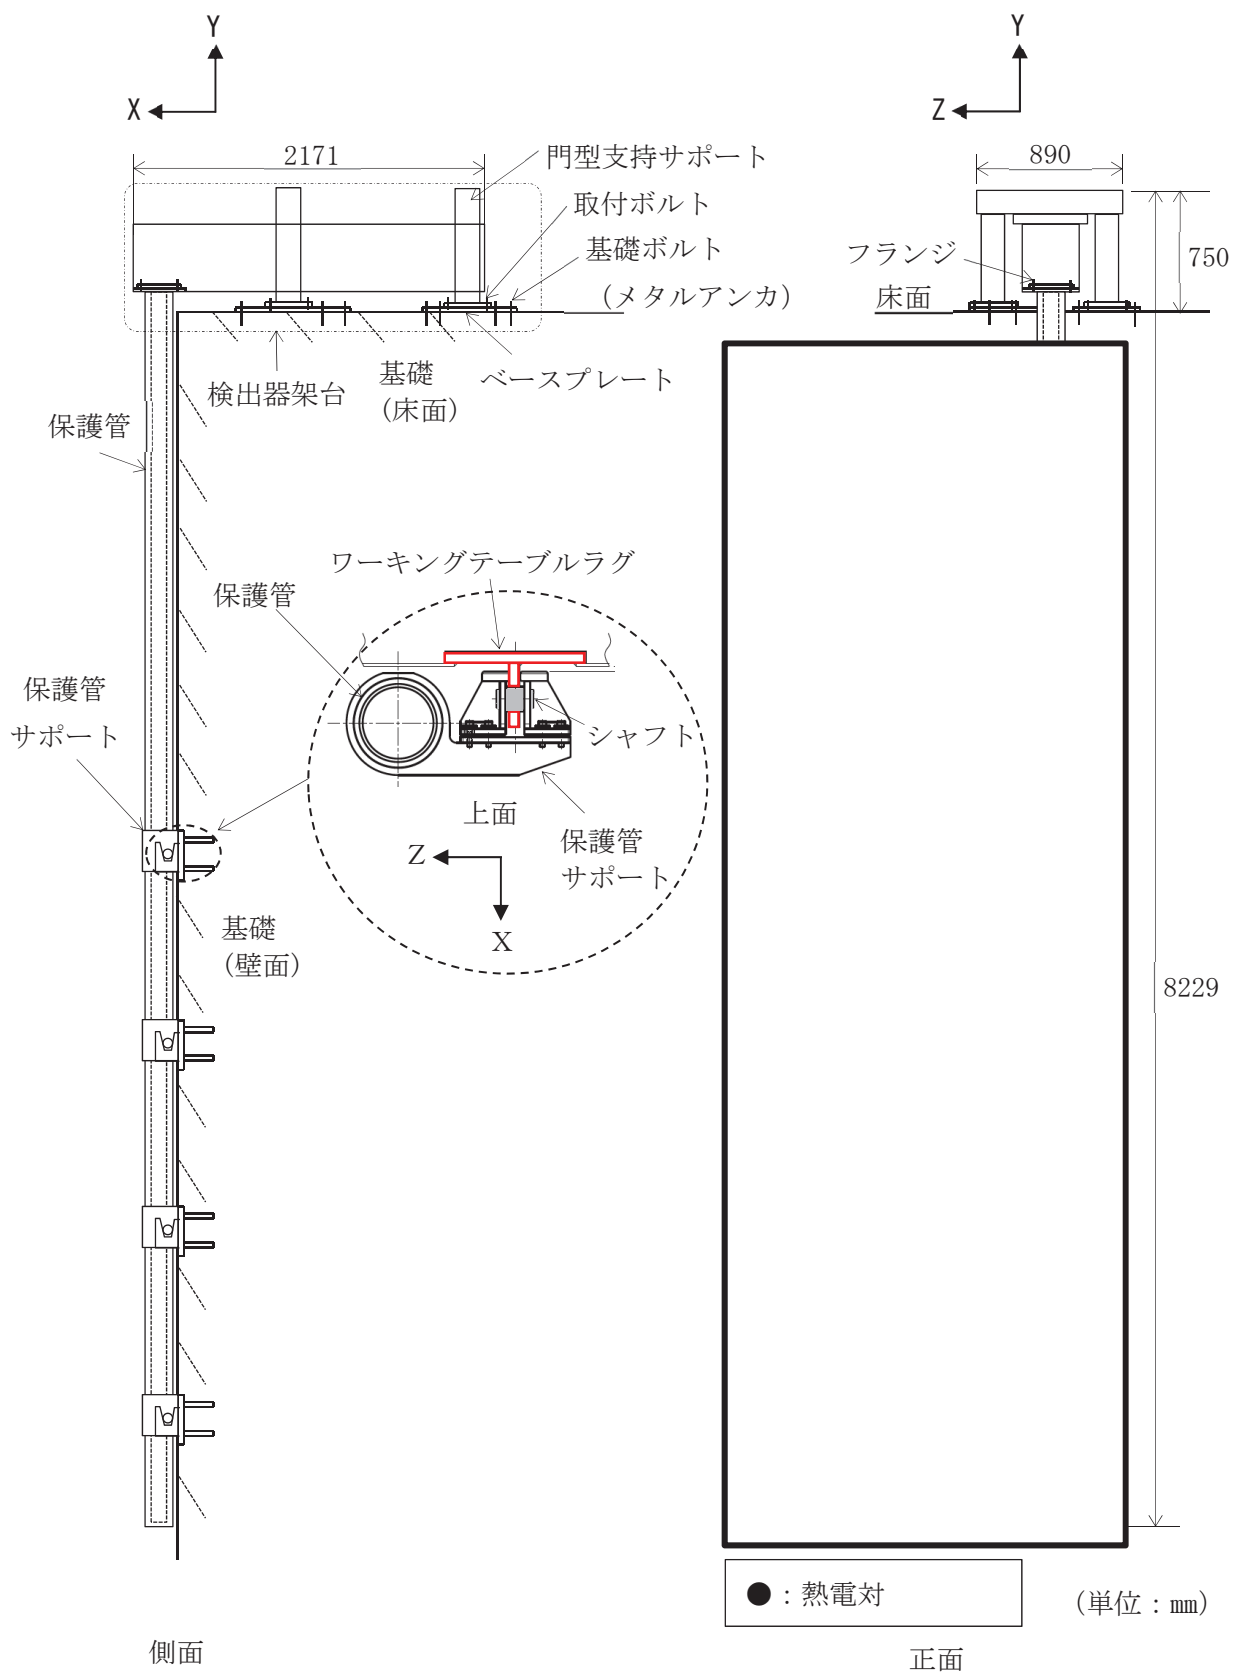 Y
X
2171
門型支持サポート
取付ボルト
基礎ボルト
(メタルアンカ)
検出器架台
基礎
(床面)
ベースプレート
保護管
保護管
サポート
基礎
(壁面)
ワーキングテーブルラグ
保護管
シャフト
上面
保護管
サポート
Z
X
側面
Y
Z
890
750
フランジ
床面
8229
●：熱電対
(単位：mm)
正面